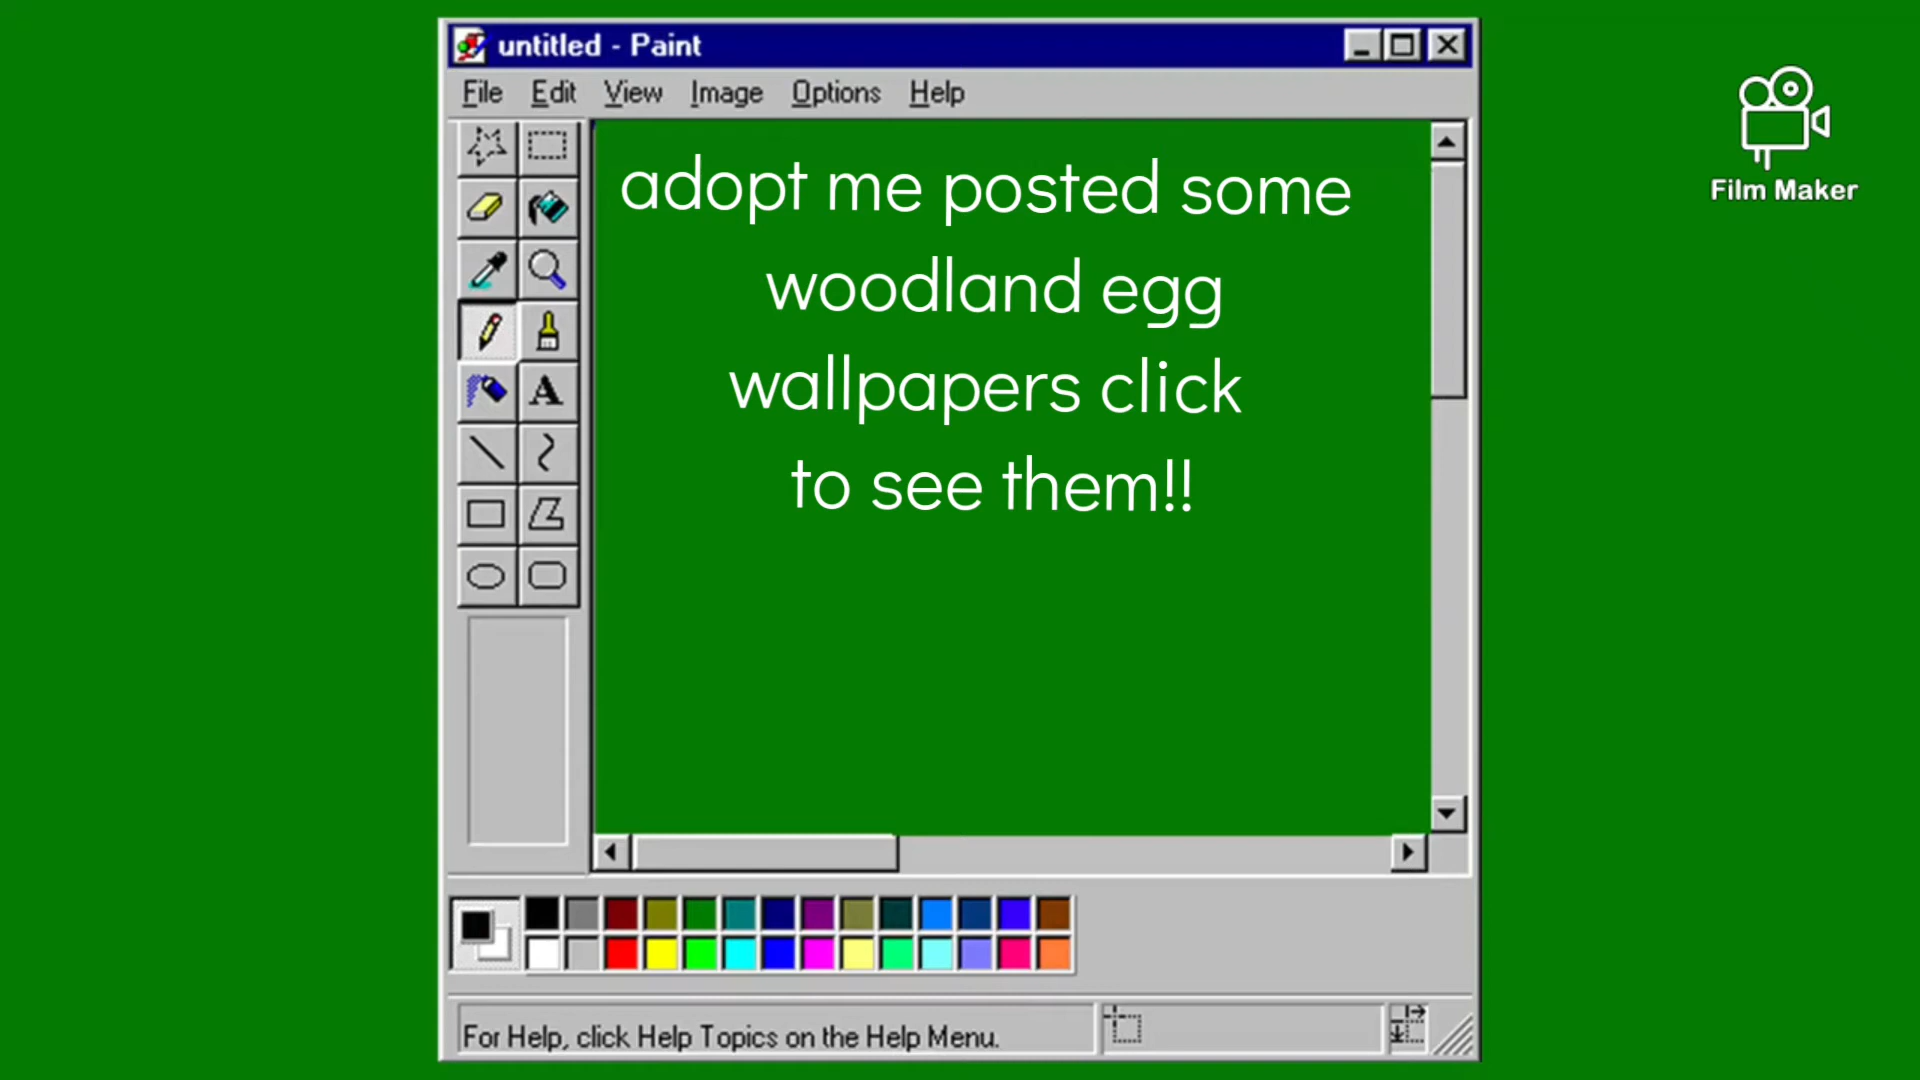 untitled - Paint
File Edit View Image Options Help
Film Maker
adopt me posted some
woodland egg
wallpapers click
to see them!!
A
For Help, click Help Topics on the Help Menu.